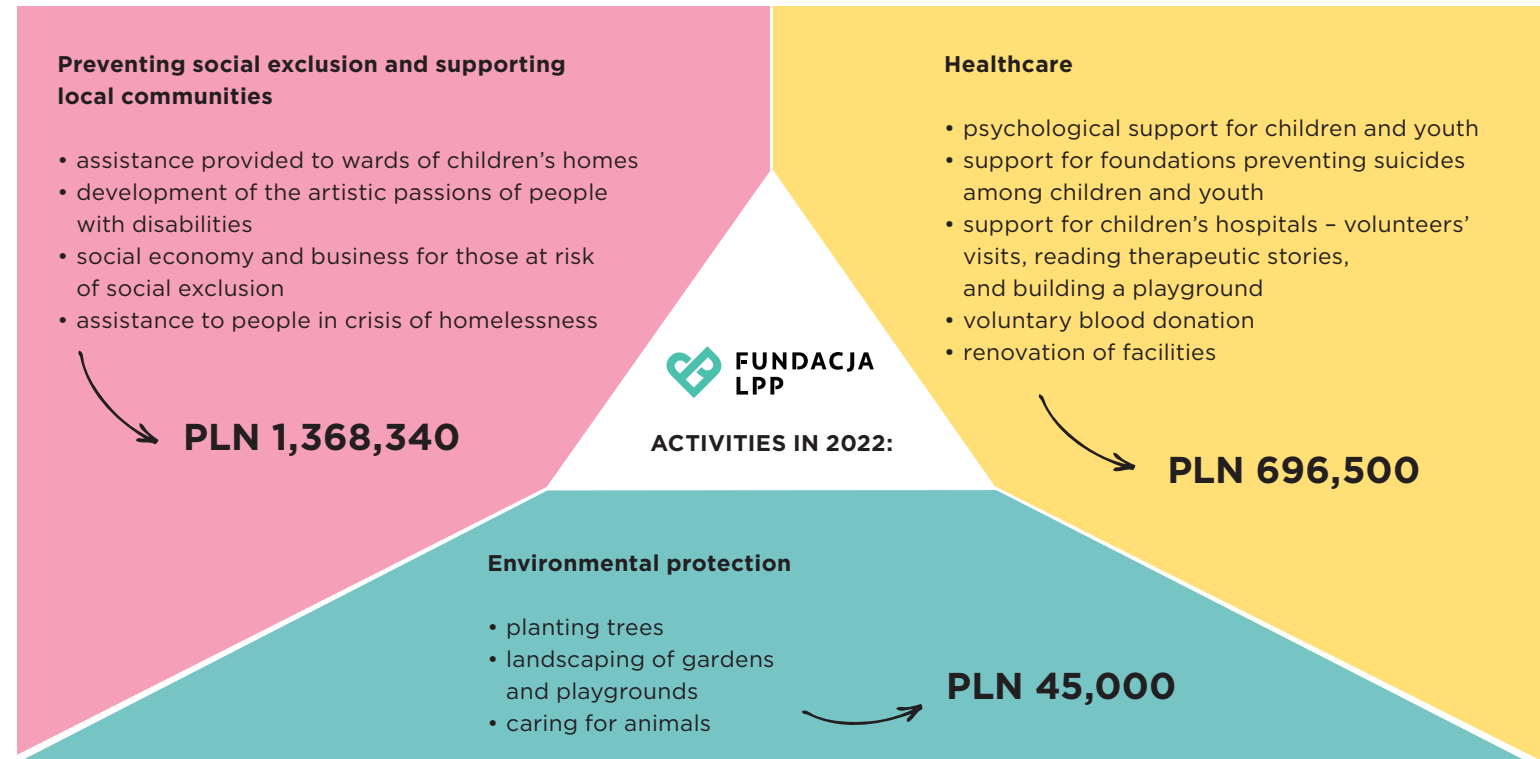 Preventing social exclusion and supporting
local communities
• assistance provided to wards of children's homes
• development of the artistic passions of people
with disabilities
• social economy and business for those at risk
of social exclusion
• assistance to people in crisis of homelessness
PLN 1,368,340
Healthcare
• psychological support for children and youth
• support for foundations preventing suicides
among children and youth
• support for children's hospitals – volunteers'
visits, reading therapeutic stories,
and building a playground
• voluntary blood donation
• renovation of facilities
PLN 696,500
FUNDACJA
LPP
ACTIVITIES IN 2022:
Environmental protection
• planting trees
• landscaping of gardens
and playgrounds
• caring for animals
PLN 45,000